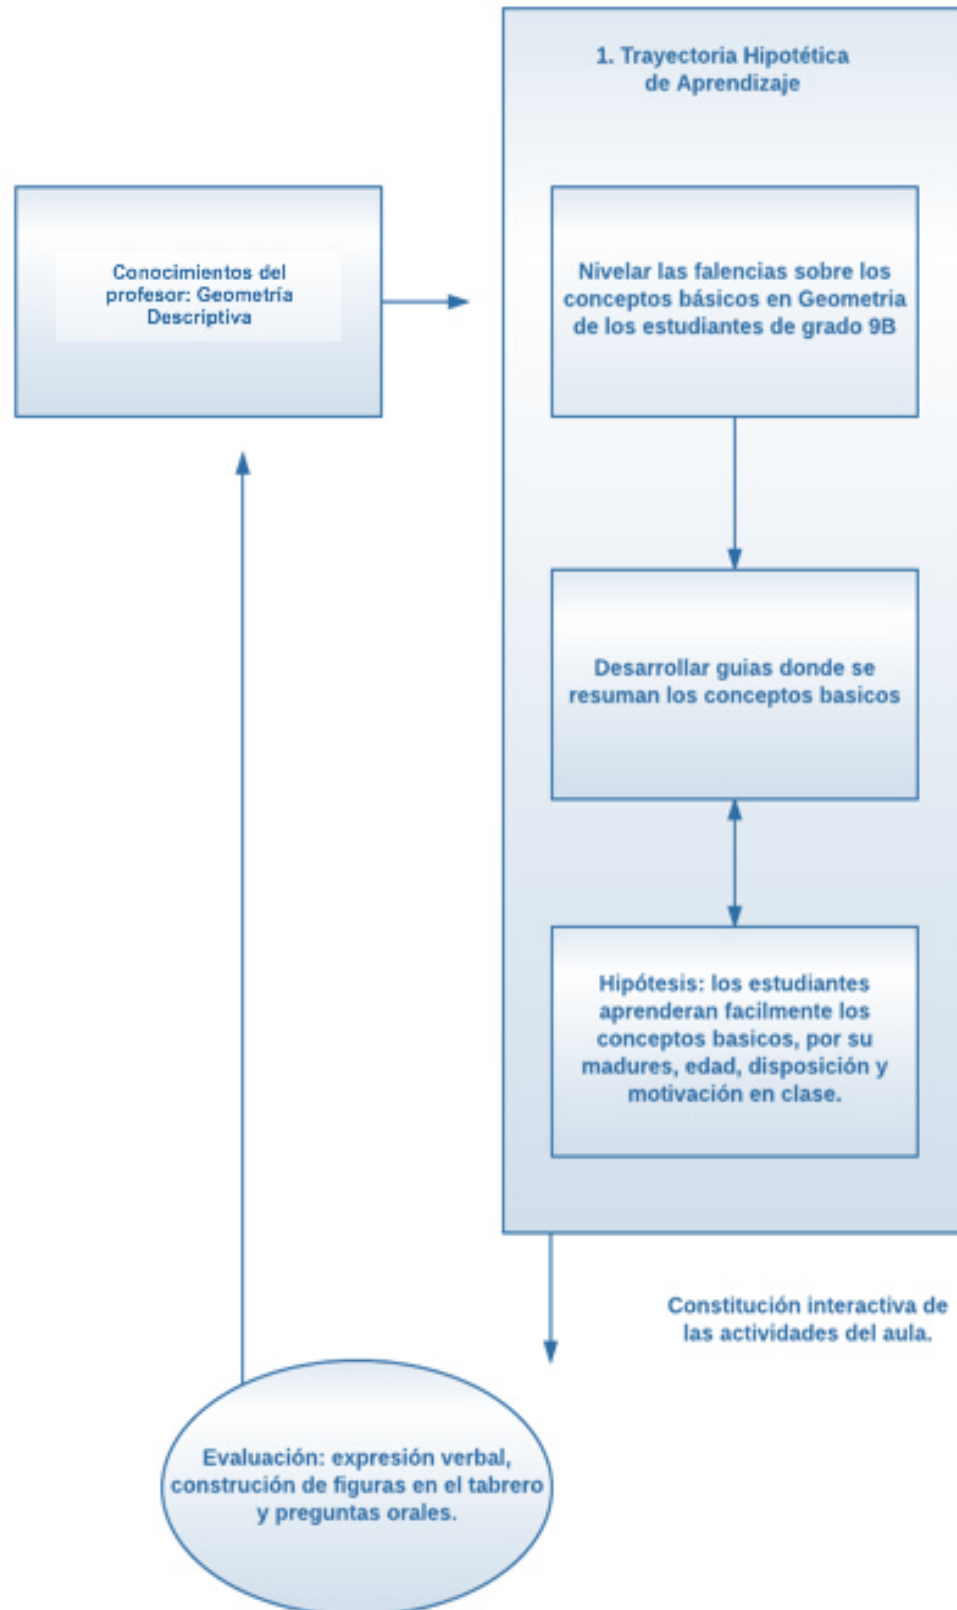 1. Trayectoria Hipotética
de Aprendizaje
Conocimientos del
profesor: Geometría
Descriptiva
Nivelar las falencias sobre los
conceptos básicos en Geometria
de los estudiantes de grado 9B
Desarrollar guias donde se
resuman los conceptos basicos
Hipótesis: los estudiantes
aprenderan facilmente los
conceptos basicos, por su
madures, edad, disposición y
motivación en clase.
Constitución interactiva de
las actividades del aula.
Evaluación: expresión verbal,
construción de figuras en el tabrero
y preguntas orales.